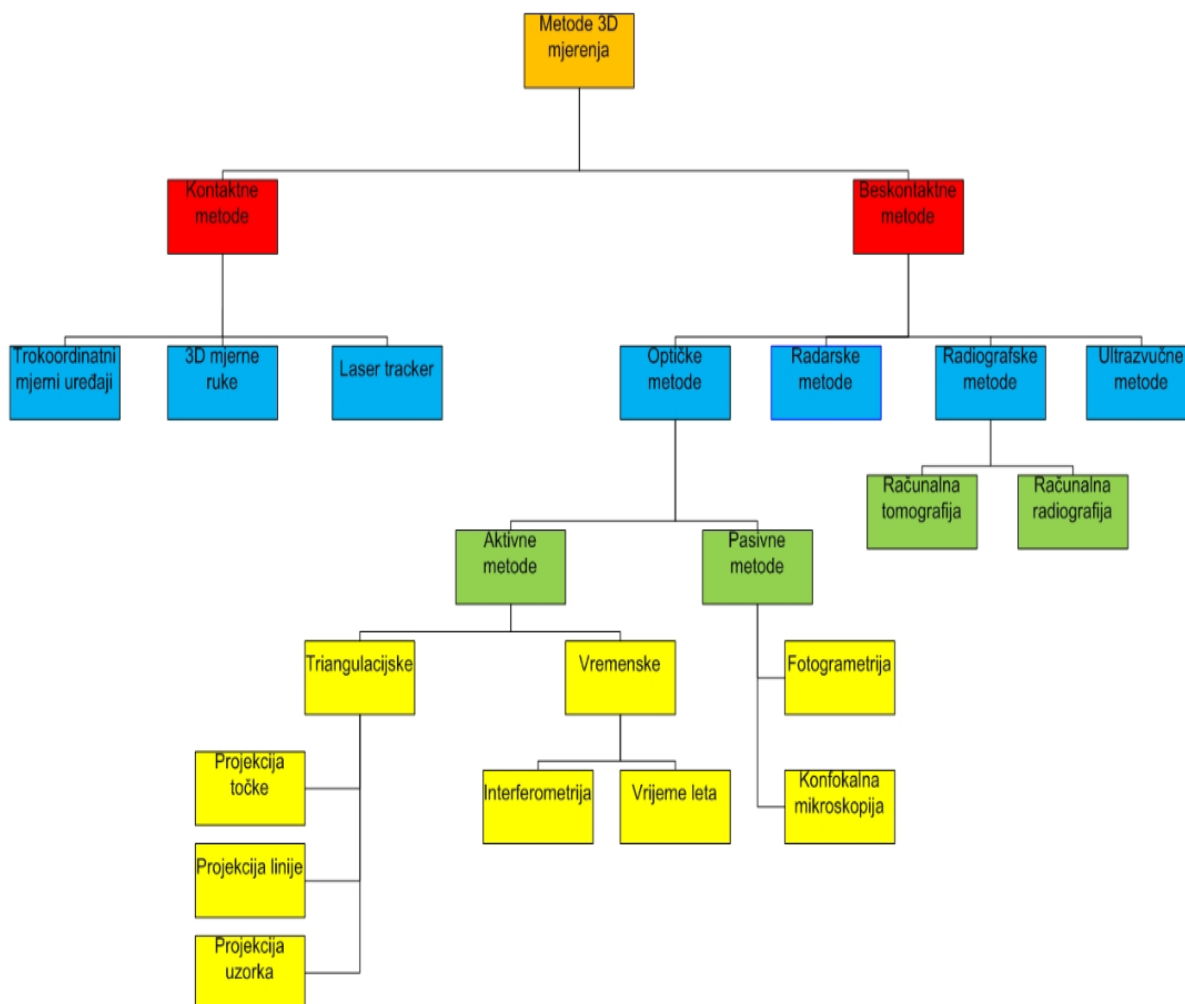 Metode 3D
mjerenja
Kontaktne
metode
Beskontaktne
metode
Trokoordinatni
mjerni uređaji
3D mjerne
ruke
Laser tracker
Optičke
metode
Radarske
metode
Radiografske
metode
Ultrazvučne
metode
Računalna
tomografija
Računalna
radiografija
Aktivne
metode
Pasivne
metode
Triangulacijske
Vremenske
Fotogrametrija
Projekcija
točke
Interferometrija
Vrijeme leta
Konfokalna
mikroskopija
Projekcija linije
Projekcija
uzorka